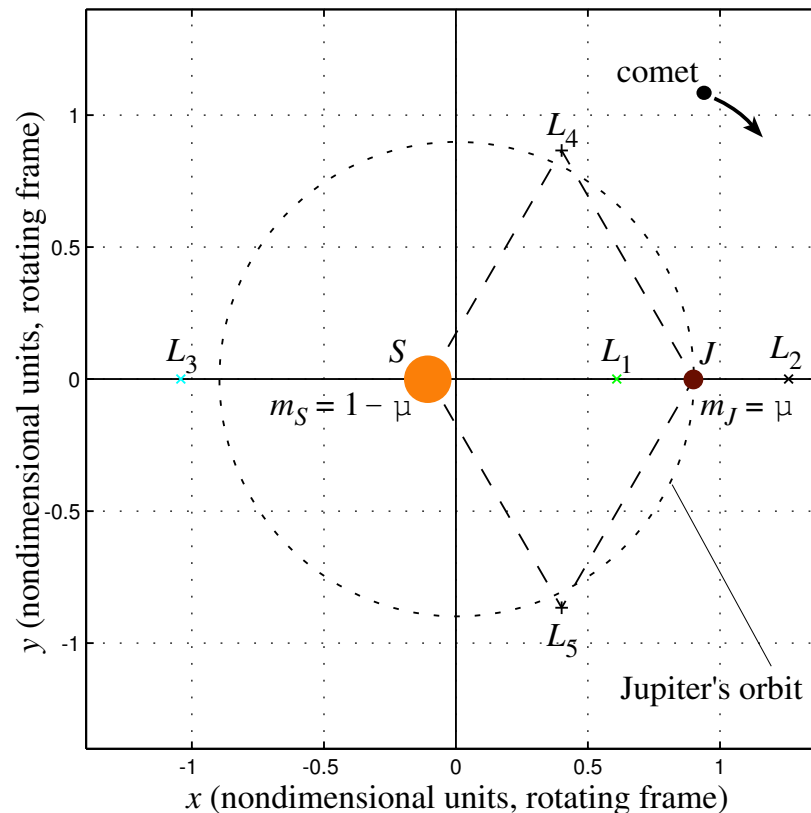 comet
1
L4
0.5
L3
S
L1
J
L2
0
mS = 1 − μ
mJ = μ
-0.5
-1
L5
Jupiter's orbit
-1
-0.5
0
0.5
1
x (nondimensional units, rotating frame)
y (nondimensional units, rotating frame)